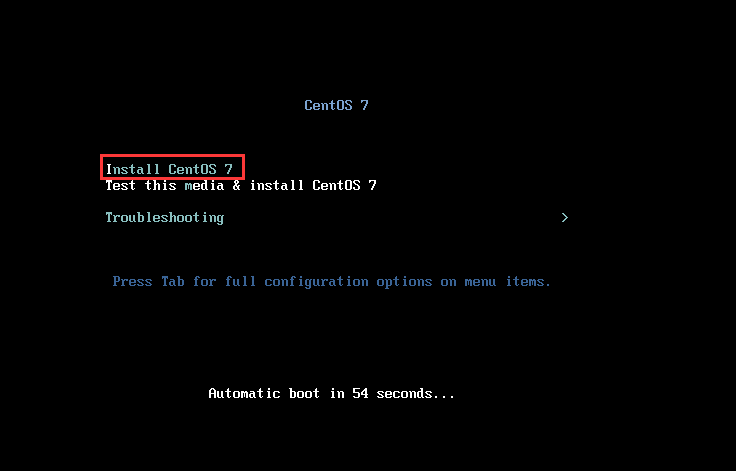 CentOS 7
Install CentOS 7
Test this media & install CentOS 7
Troubleshooting >
Press Tab for full configuration options on menu items.
Automatic boot in 54 seconds...